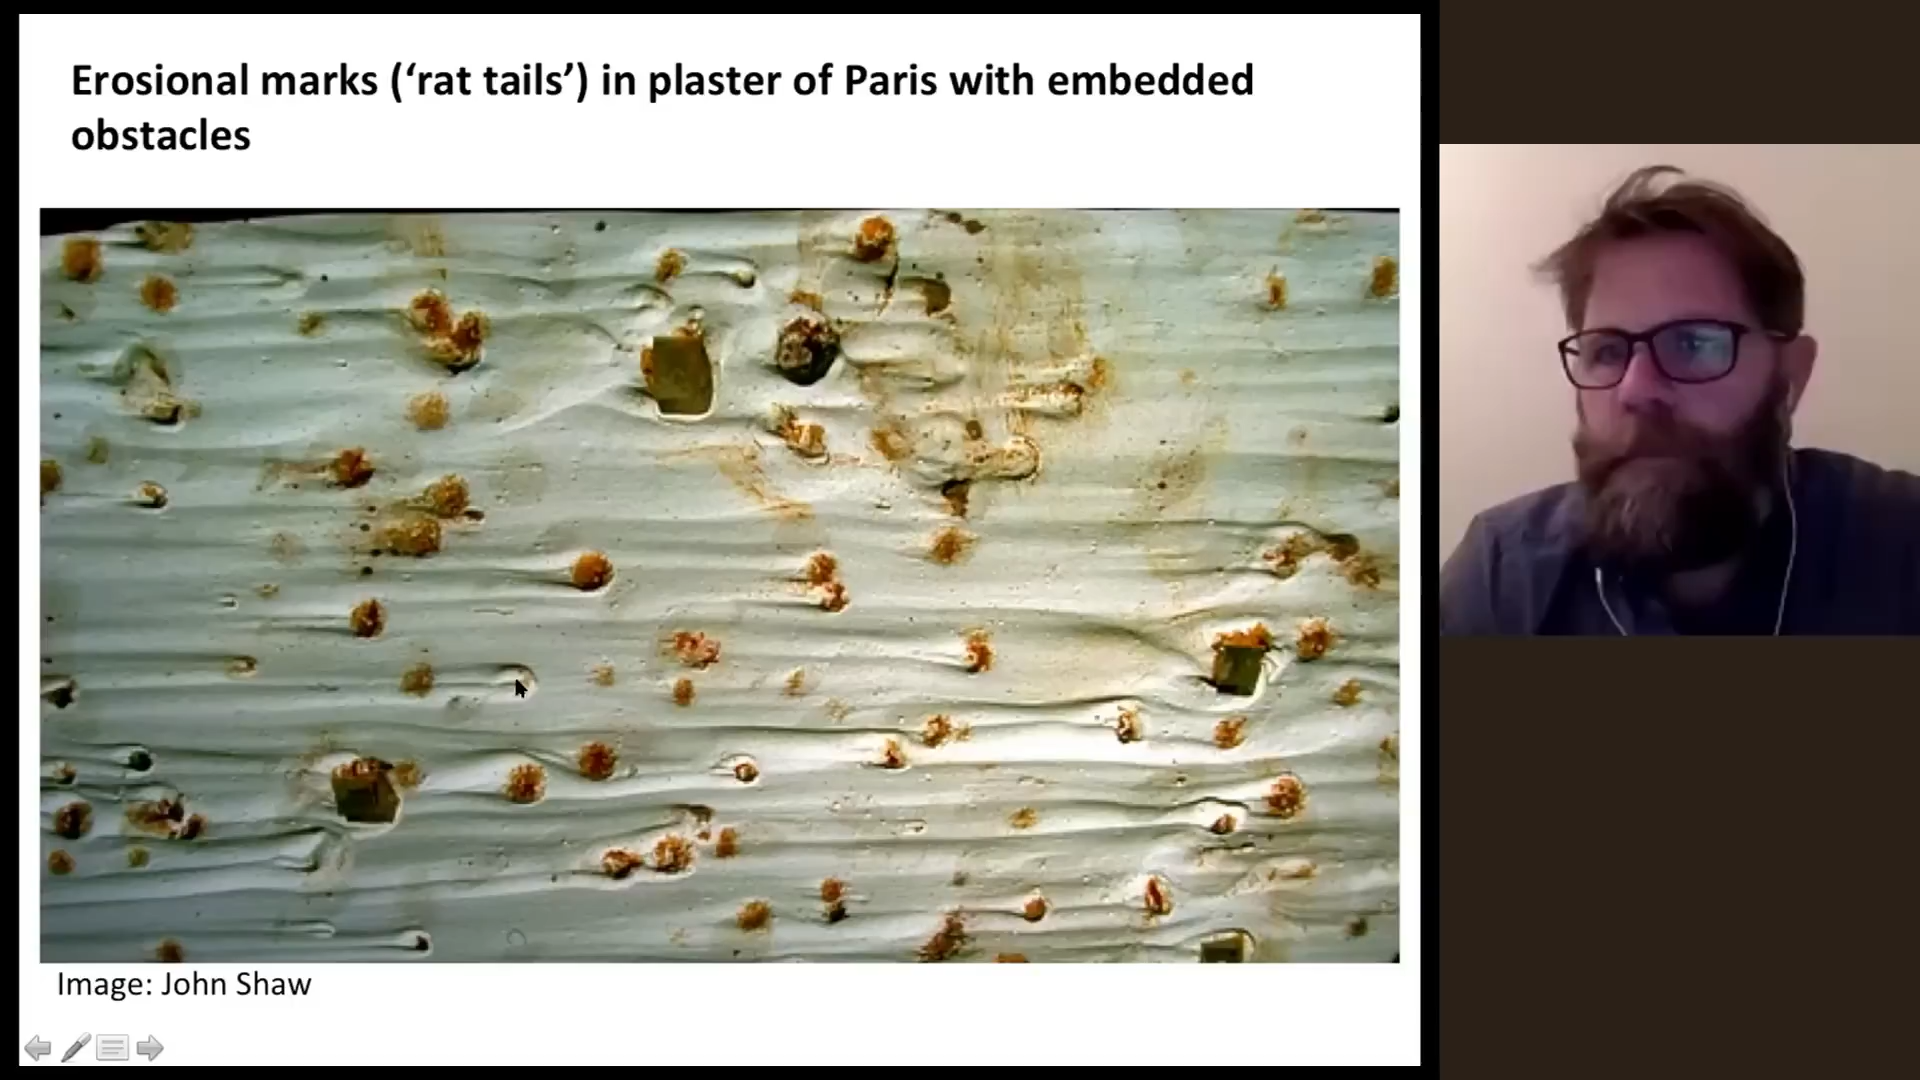 Erosional marks (‘rat tails’) in plaster of Paris with embedded
obstacles
Image: John Shaw